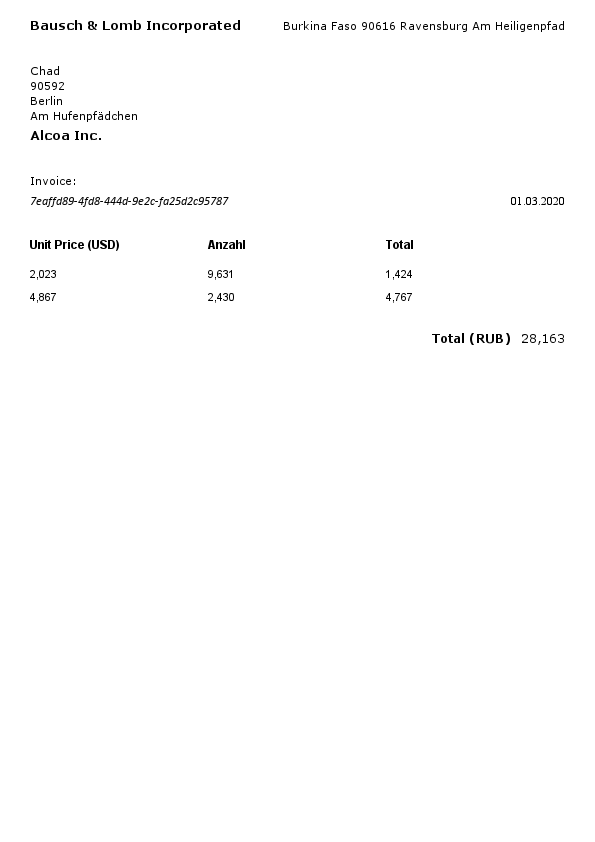 Bausch & Lomb Incorporated Burkina Faso 90616 Ravensburg Am Heiligenpfad
Chad
90592
Berlin
Am Hufenpfädchen
Alcoa Inc.
Invoice:
7eaffd89-4fd8-444d-9e2c-fa25d2c95787 01.03.2020
Unit Price (USD) Anzahl Total
2,023 9,631 1,424
4,867 2,430 4,767
Total (RUB) 28,163